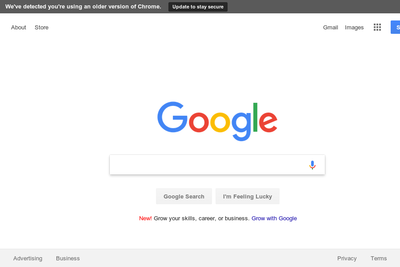 We've detected you're using an older version of Chrome. Update to stay secure
About Store Gmail Images S
Google
Google Search I'm Feeling Lucky
New! Grow your skills, career, or business. Grow with Google
Advertising Business Privacy Terms